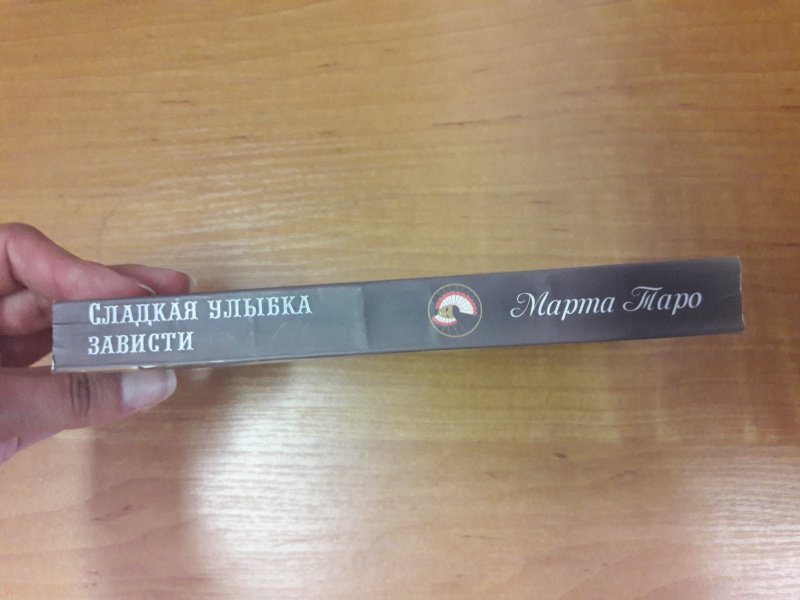 Сладкая улыбка
зависти
Марта Таро